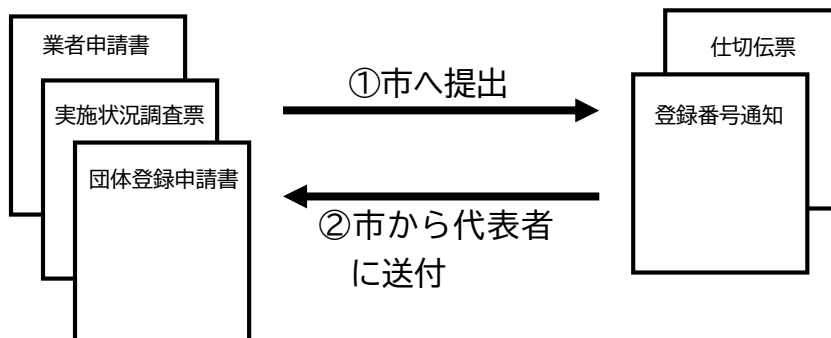 業者申請書
実施状況調査票
団体登録申請書
①市へ提出
②市から代表者
に送付
仕切伝票
登録番号通知